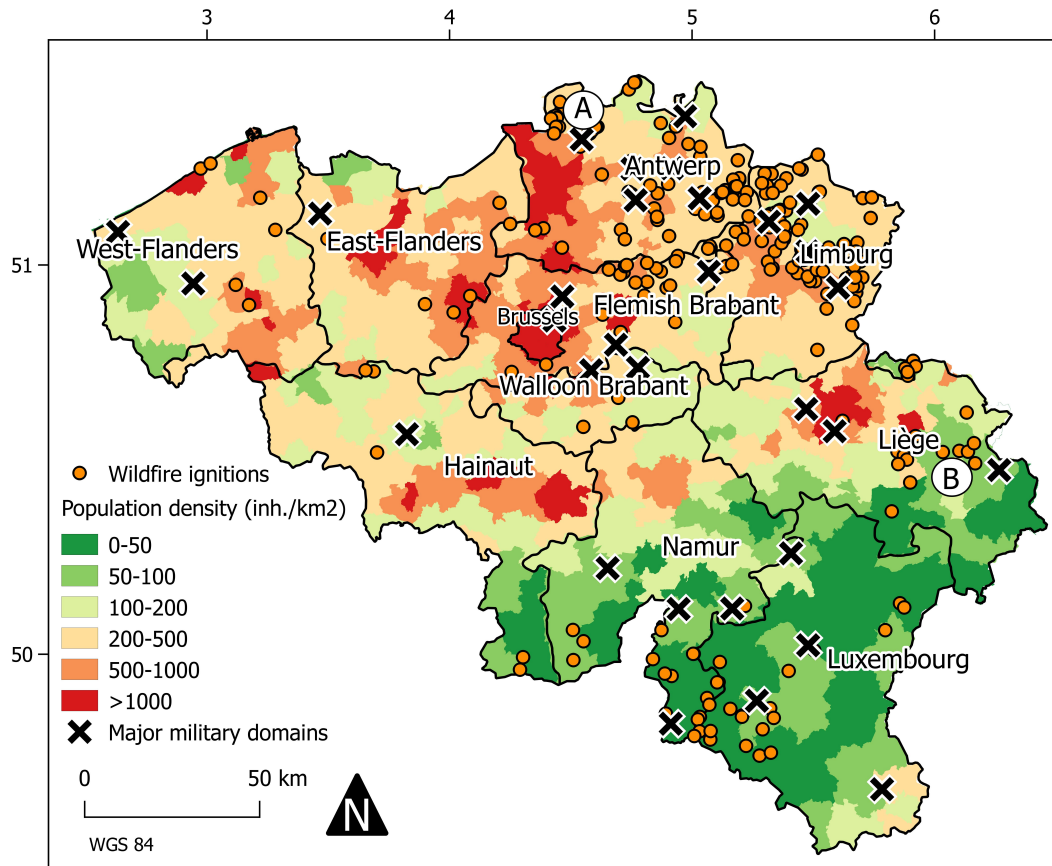 3 4 5 6
A
Antwerp
West-Flanders
East-Flanders
51
Limburg
Flemish Brabant
Brussels
Walloon Brabant
Liège
Hainaut
B
Wildfire ignitions
Population density (inh./km2)
0-50
50-100
100-200
200-500
500-1000
>1000
Major military domains
Namur
50
Luxembourg
0 50 km
N
WGS 84